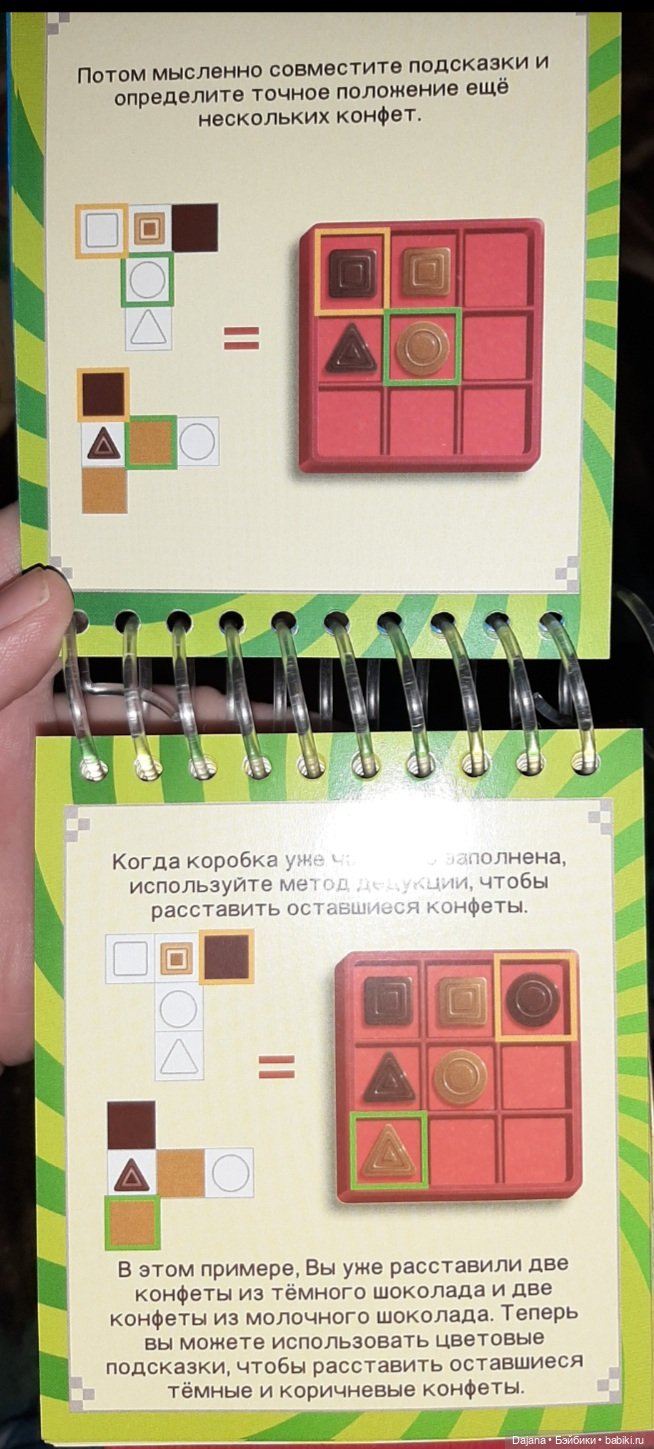 Потом мысленно совместите подсказки и
определите точное положение ещё
нескольких конфет.
Когда коробка уже заполнена,
используйте метод дедукции, чтобы
расставить оставшиеся конфеты.
В этом примере, Вы уже расставили две
конфеты из тёмного шоколада и две
конфеты из молочного шоколада. Теперь
вы можете использовать цветовые
подсказки, чтобы расставить оставшиеся
тёмные и коричневые конфеты.
Dajana • Бэйбики • babiki.ru